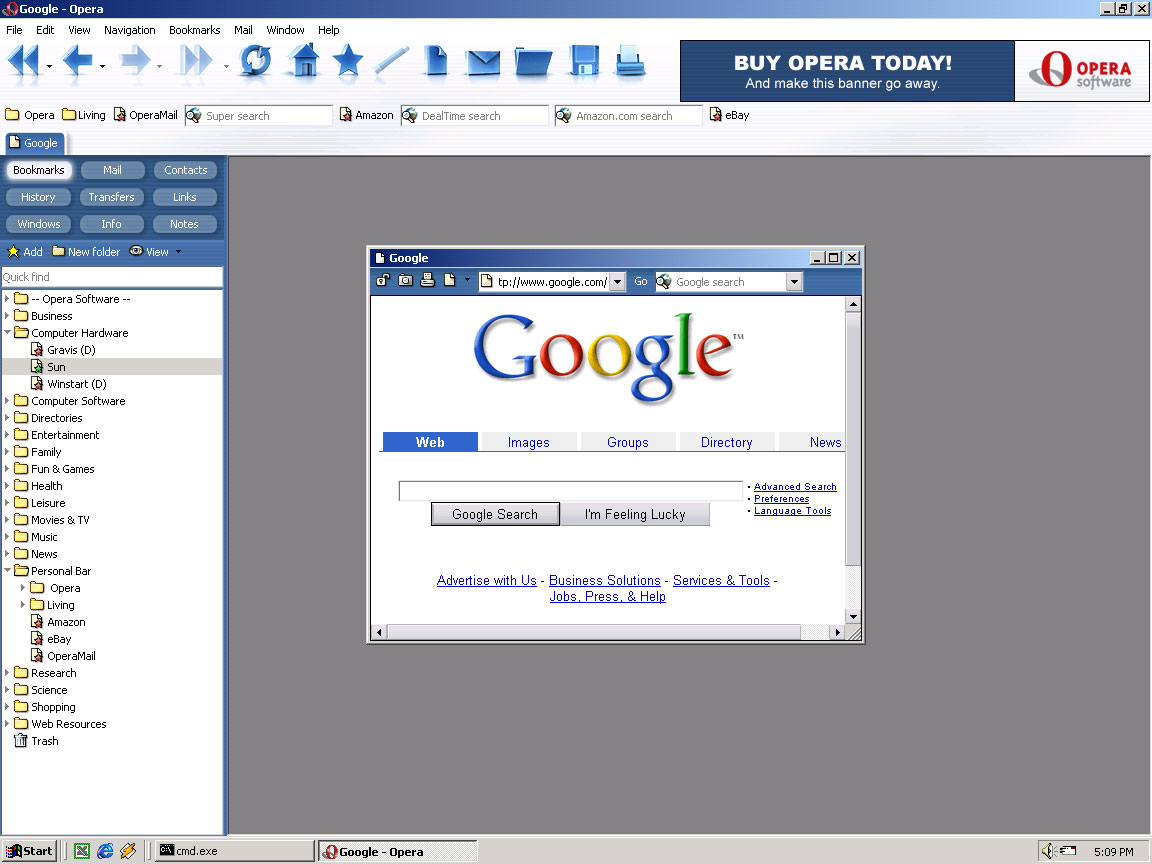 Google - Opera
File Edit View Navigation Bookmarks Mail Window Help
BUY OPERA TODAY!
And make this banner go away.
OPERA
software
Opera Living OperaMail Super search Amazon DealTime search Amazon.com search eBay
Google
Bookmarks Mail Contacts
History Transfers Links
Windows Info Notes
Add New folder View
Quick find
-- Opera Software --
Business
Computer Hardware
Gravis (D)
Sun
Winstart (D)
Computer Software
Directories
Entertainment
Family
Fun & Games
Health
Leisure
Movies & TV
Music
News
Personal Bar
Opera
Living
Amazon
eBay
OperaMail
Research
Science
Shopping
Web Resources
Trash
Google
tp://www.google.com/ Go Google search
Google™
Web Images Groups Directory News
• Advanced Search
• Preferences
• Language Tools
Google Search I'm Feeling Lucky
Advertise with Us - Business Solutions - Services & Tools -
Jobs, Press, & Help
Start cmd.exe Google - Opera 5:09 PM